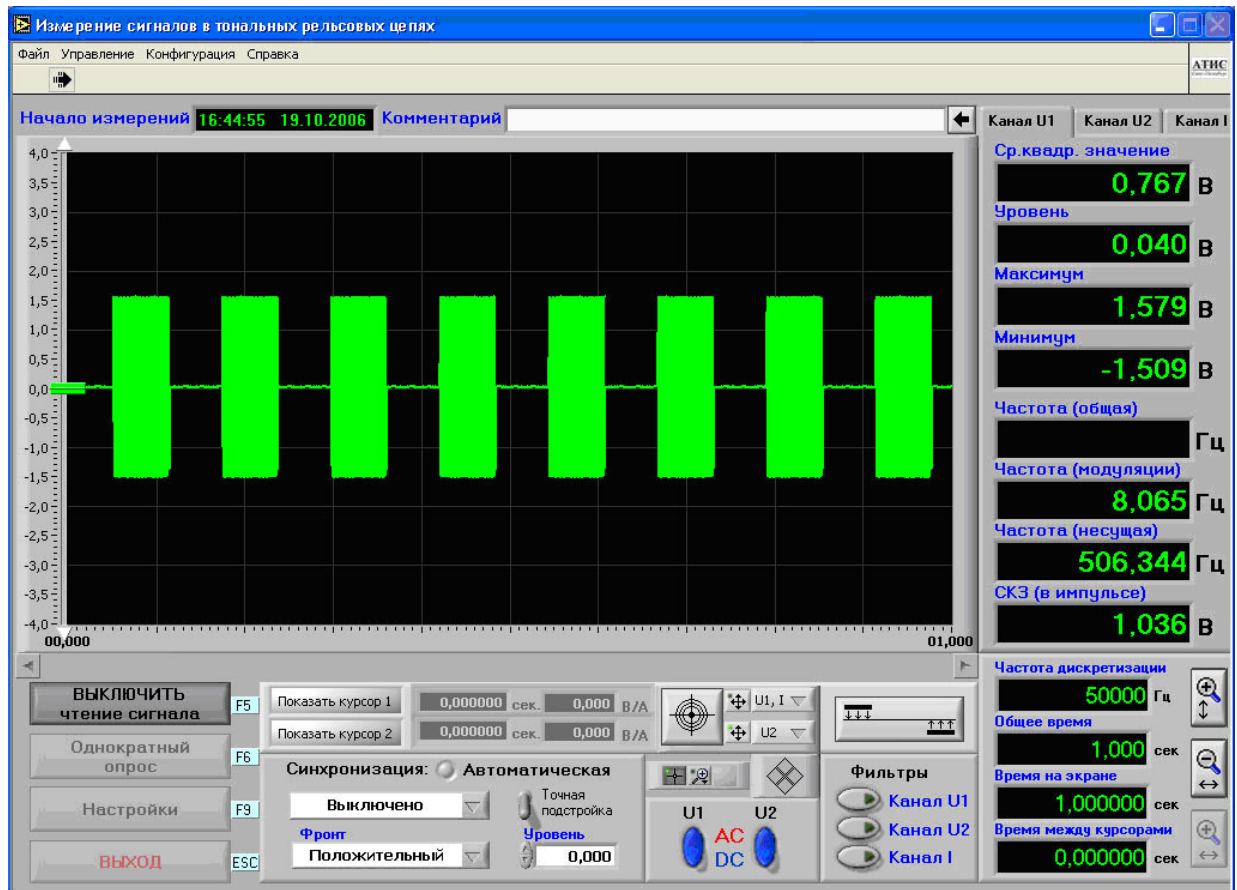 Измерение сигналов в тональных рельсовых цепях
Файл Управление Конфигурация Справка
АТИС
Начало измерений 16:44:55 19.10.2006 Комментарий
Канал U1 Канал U2 Канал I
4,0
3,5
3,0
2,5
2,0
1,5
1,0
0,5
0,0
-0,5
-1,0
-1,5
-2,0
-2,5
-3,0
-3,5
-4,0
00,000 01,000
Ср.квадр. значение
0,767 В
Уровень
0,040 В
Максимум
1,579 В
Минимум
-1,509 В
Частота (общая)
Гц
Частота (модуляции)
8,065 Гц
Частота (несущая)
506,344 Гц
СКЗ (в импульсе)
1,036 В
ВЫКЛЮЧИТЬ
чтение сигнала
F5
Однократный
опрос
F6
Настройки
F9
ВЫХОД
ESC
Показать курсор 1 0,000000 сек. 0,000 В/А
Показать курсор 2 0,000000 сек. 0,000 В/А
U1, I
U2
Синхронизация: Автоматическая
Выключено
Точная
подстройка
Фронт
Положительный
Уровень
0,000
U1 U2
AC
DC
Фильтры
Канал U1
Канал U2
Канал I
Частота дискретизации
50000 Гц
Общее время
1,000 сек
Время на экране
1,000000 сек
Время между курсорами
0,000000 сек